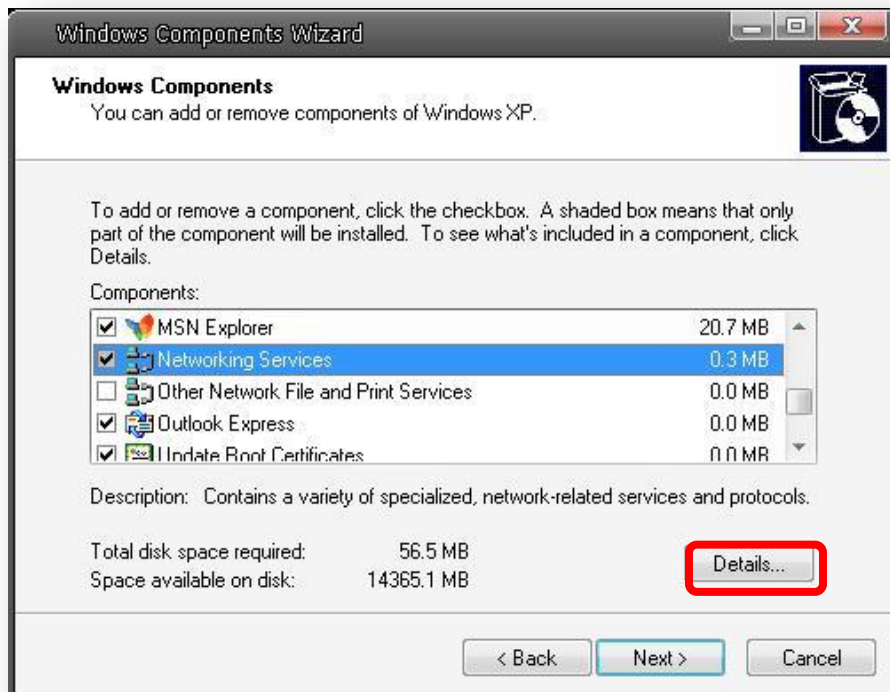 Windows Components Wizard
Windows Components
You can add or remove components of Windows XP.
To add or remove a component, click the checkbox. A shaded box means that only
part of the component will be installed. To see what's included in a component, click
Details.
Components:
MSN Explorer 20.7 MB
Networking Services 0.3 MB
Other Network File and Print Services 0.0 MB
Outlook Express 0.0 MB
Update Root Certificates 0.0 MB
Description: Contains a variety of specialized, network-related services and protocols.
Total disk space required: 56.5 MB
Space available on disk: 14365.1 MB
Details...
< Back Next > Cancel